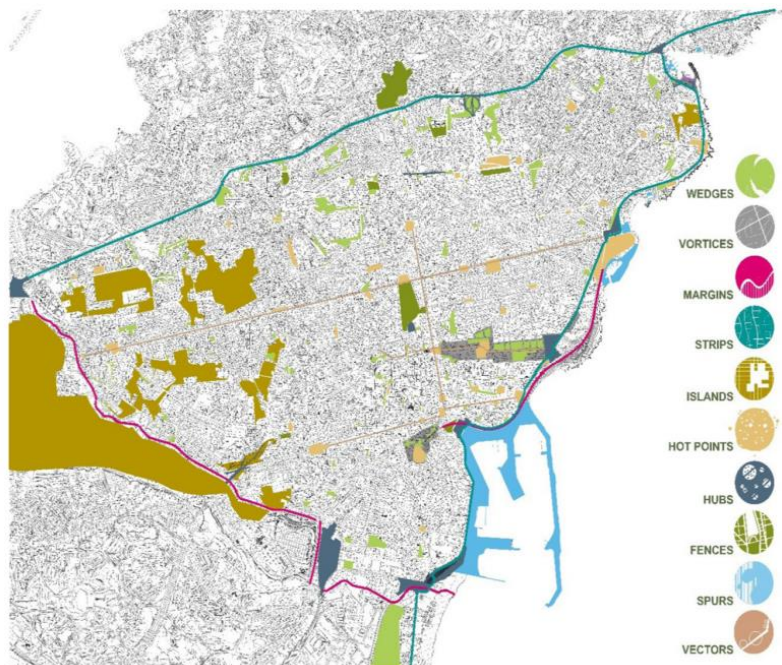 WEDGES
VORTICES
MARGINS
STRIPS
ISLANDS
HOT POINTS
HUBS
FENCES
SPURS
VECTORS